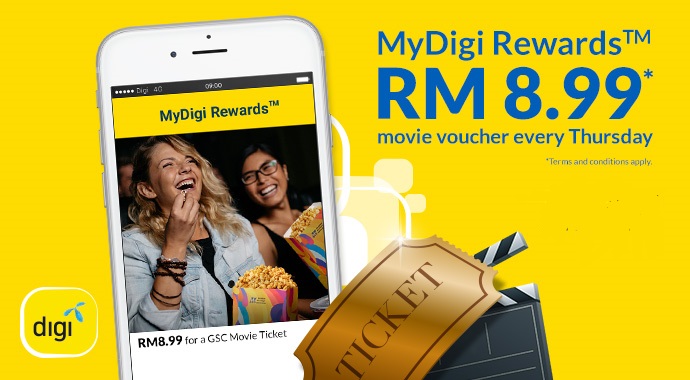 MyDigi Rewards™
RM 8.99*
movie voucher every Thursday
*Terms and conditions apply.
Digi 4G
09:00
MyDigi Rewards™
RM8.99 for a GSC Movie Ticket
TICKET
digi